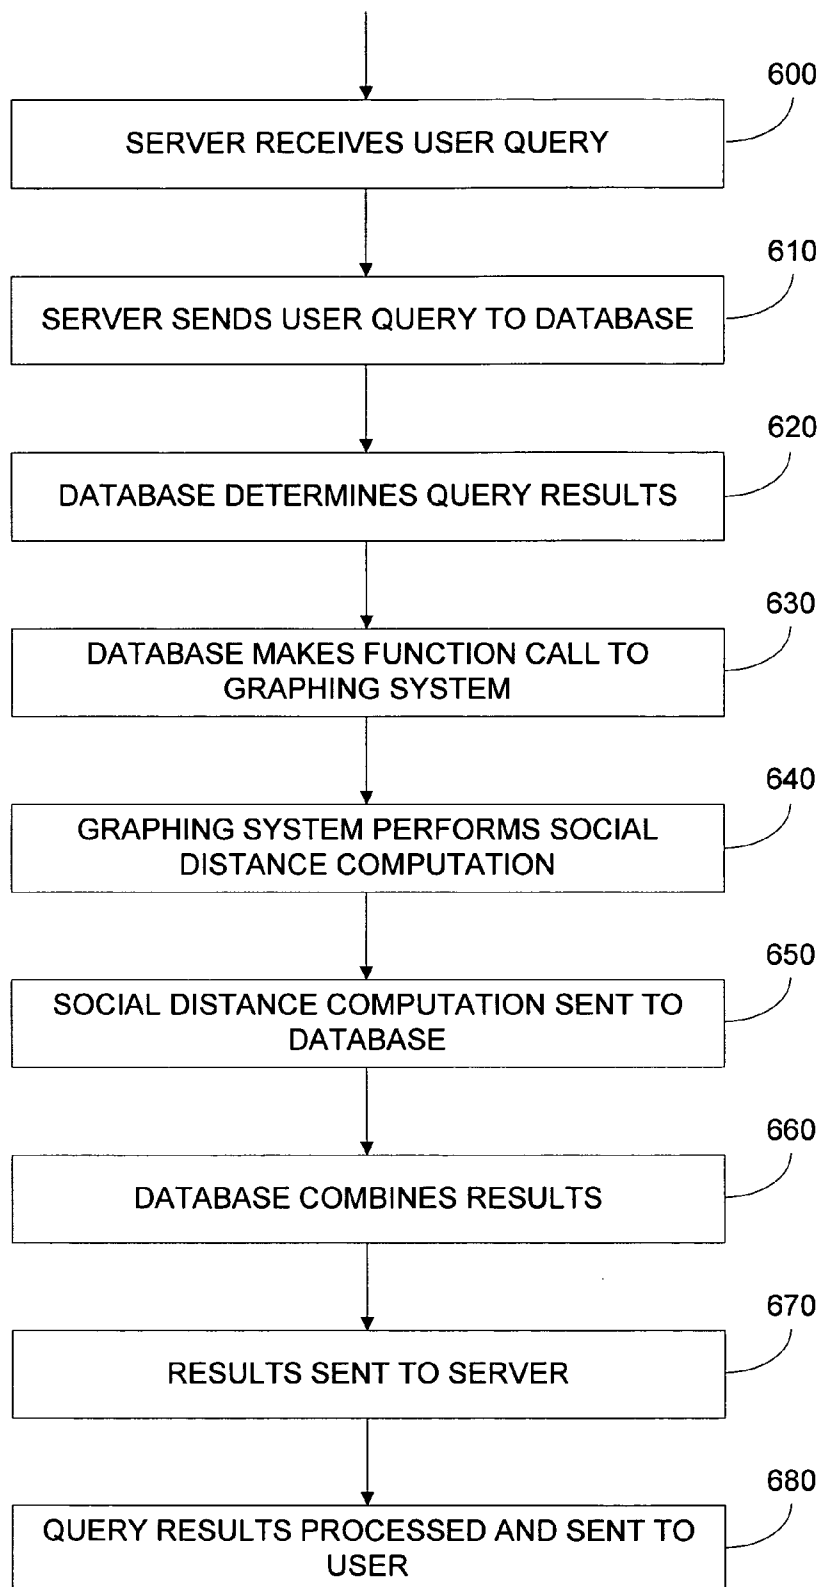 600
SERVER RECEIVES USER QUERY
610
SERVER SENDS USER QUERY TO DATABASE
620
DATABASE DETERMINES QUERY RESULTS
630
DATABASE MAKES FUNCTION CALL TO
GRAPHING SYSTEM
640
GRAPHING SYSTEM PERFORMS SOCIAL
DISTANCE COMPUTATION
650
SOCIAL DISTANCE COMPUTATION SENT TO
DATABASE
660
DATABASE COMBINES RESULTS
670
RESULTS SENT TO SERVER
680
QUERY RESULTS PROCESSED AND SENT TO
USER